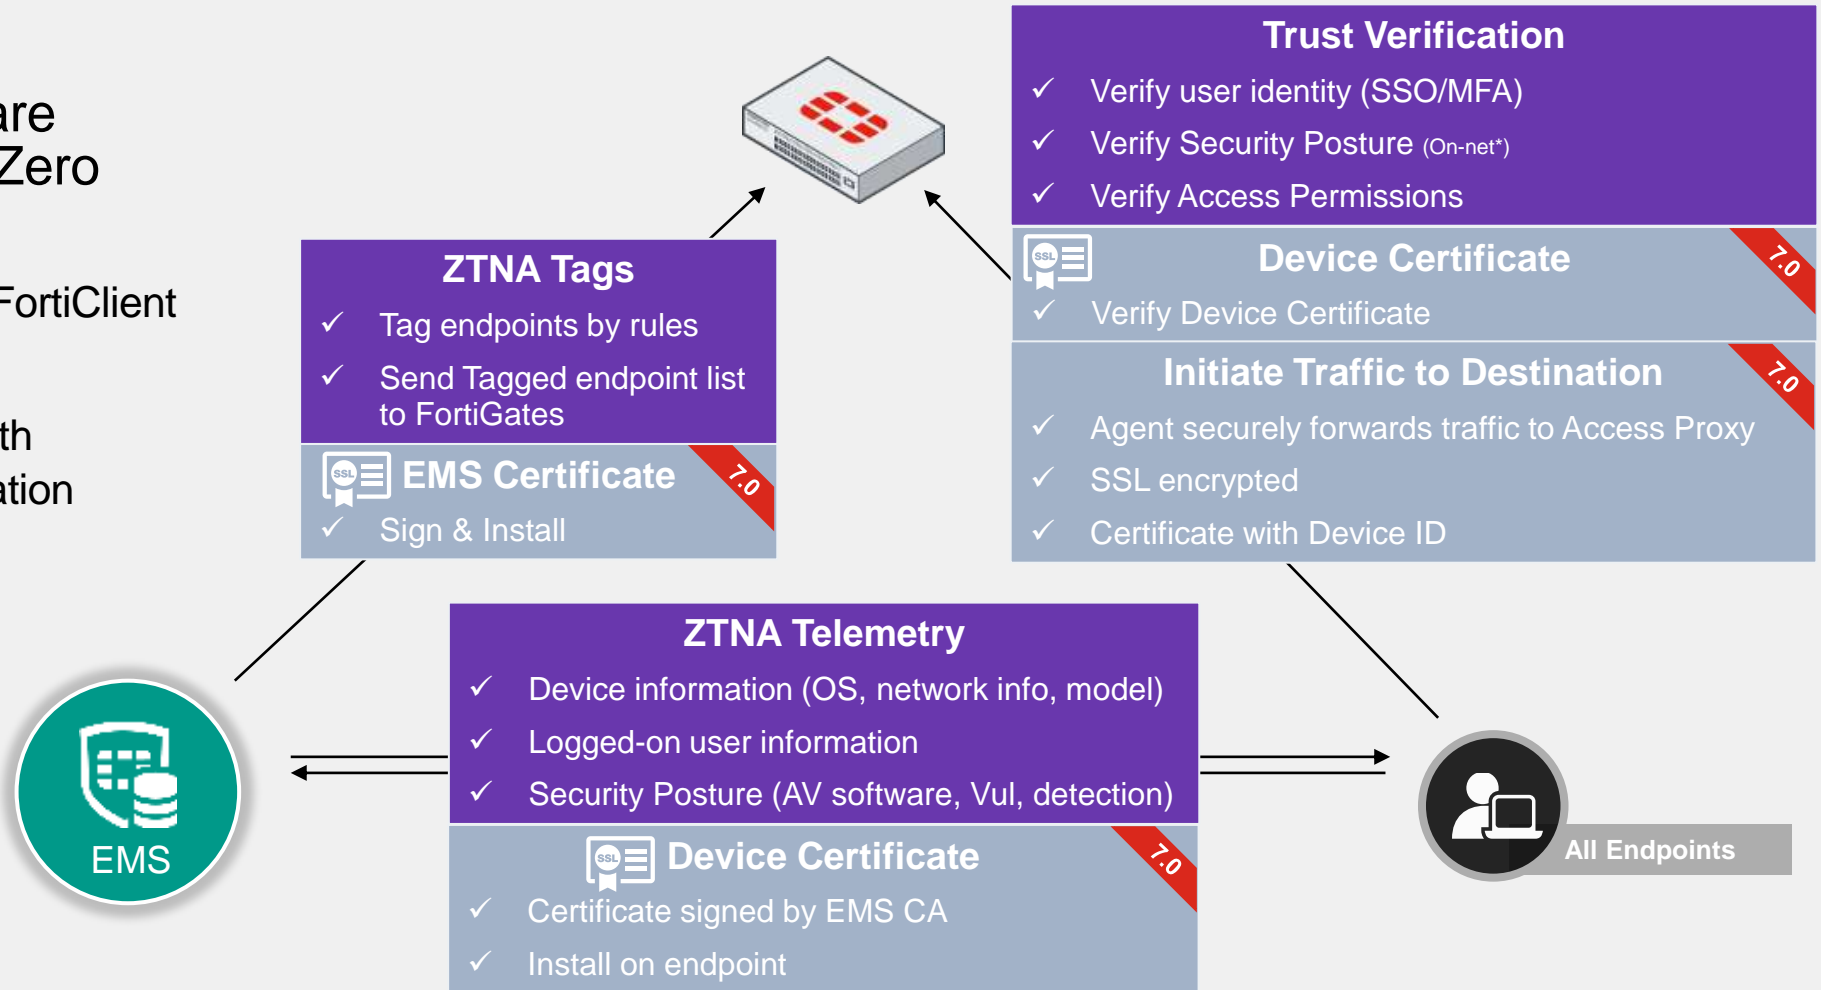 are
Zero
FortiClient
th
ation
Trust Verification
✓ Verify user identity (SSO/MFA)
✓ Verify Security Posture (On-net*)
✓ Verify Access Permissions
SSL
Device Certificate
7.0
✓ Verify Device Certificate
Initiate Traffic to Destination
7.0
✓ Agent securely forwards traffic to Access Proxy
✓ SSL encrypted
✓ Certificate with Device ID
ZTNA Tags
✓ Tag endpoints by rules
✓ Send Tagged endpoint list
to FortiGates
SSL
EMS Certificate
7.0
✓ Sign & Install
ZTNA Telemetry
✓ Device information (OS, network info, model)
✓ Logged-on user information
✓ Security Posture (AV software, Vul, detection)
SSL
Device Certificate
7.0
✓ Certificate signed by EMS CA
✓ Install on endpoint
EMS
All Endpoints